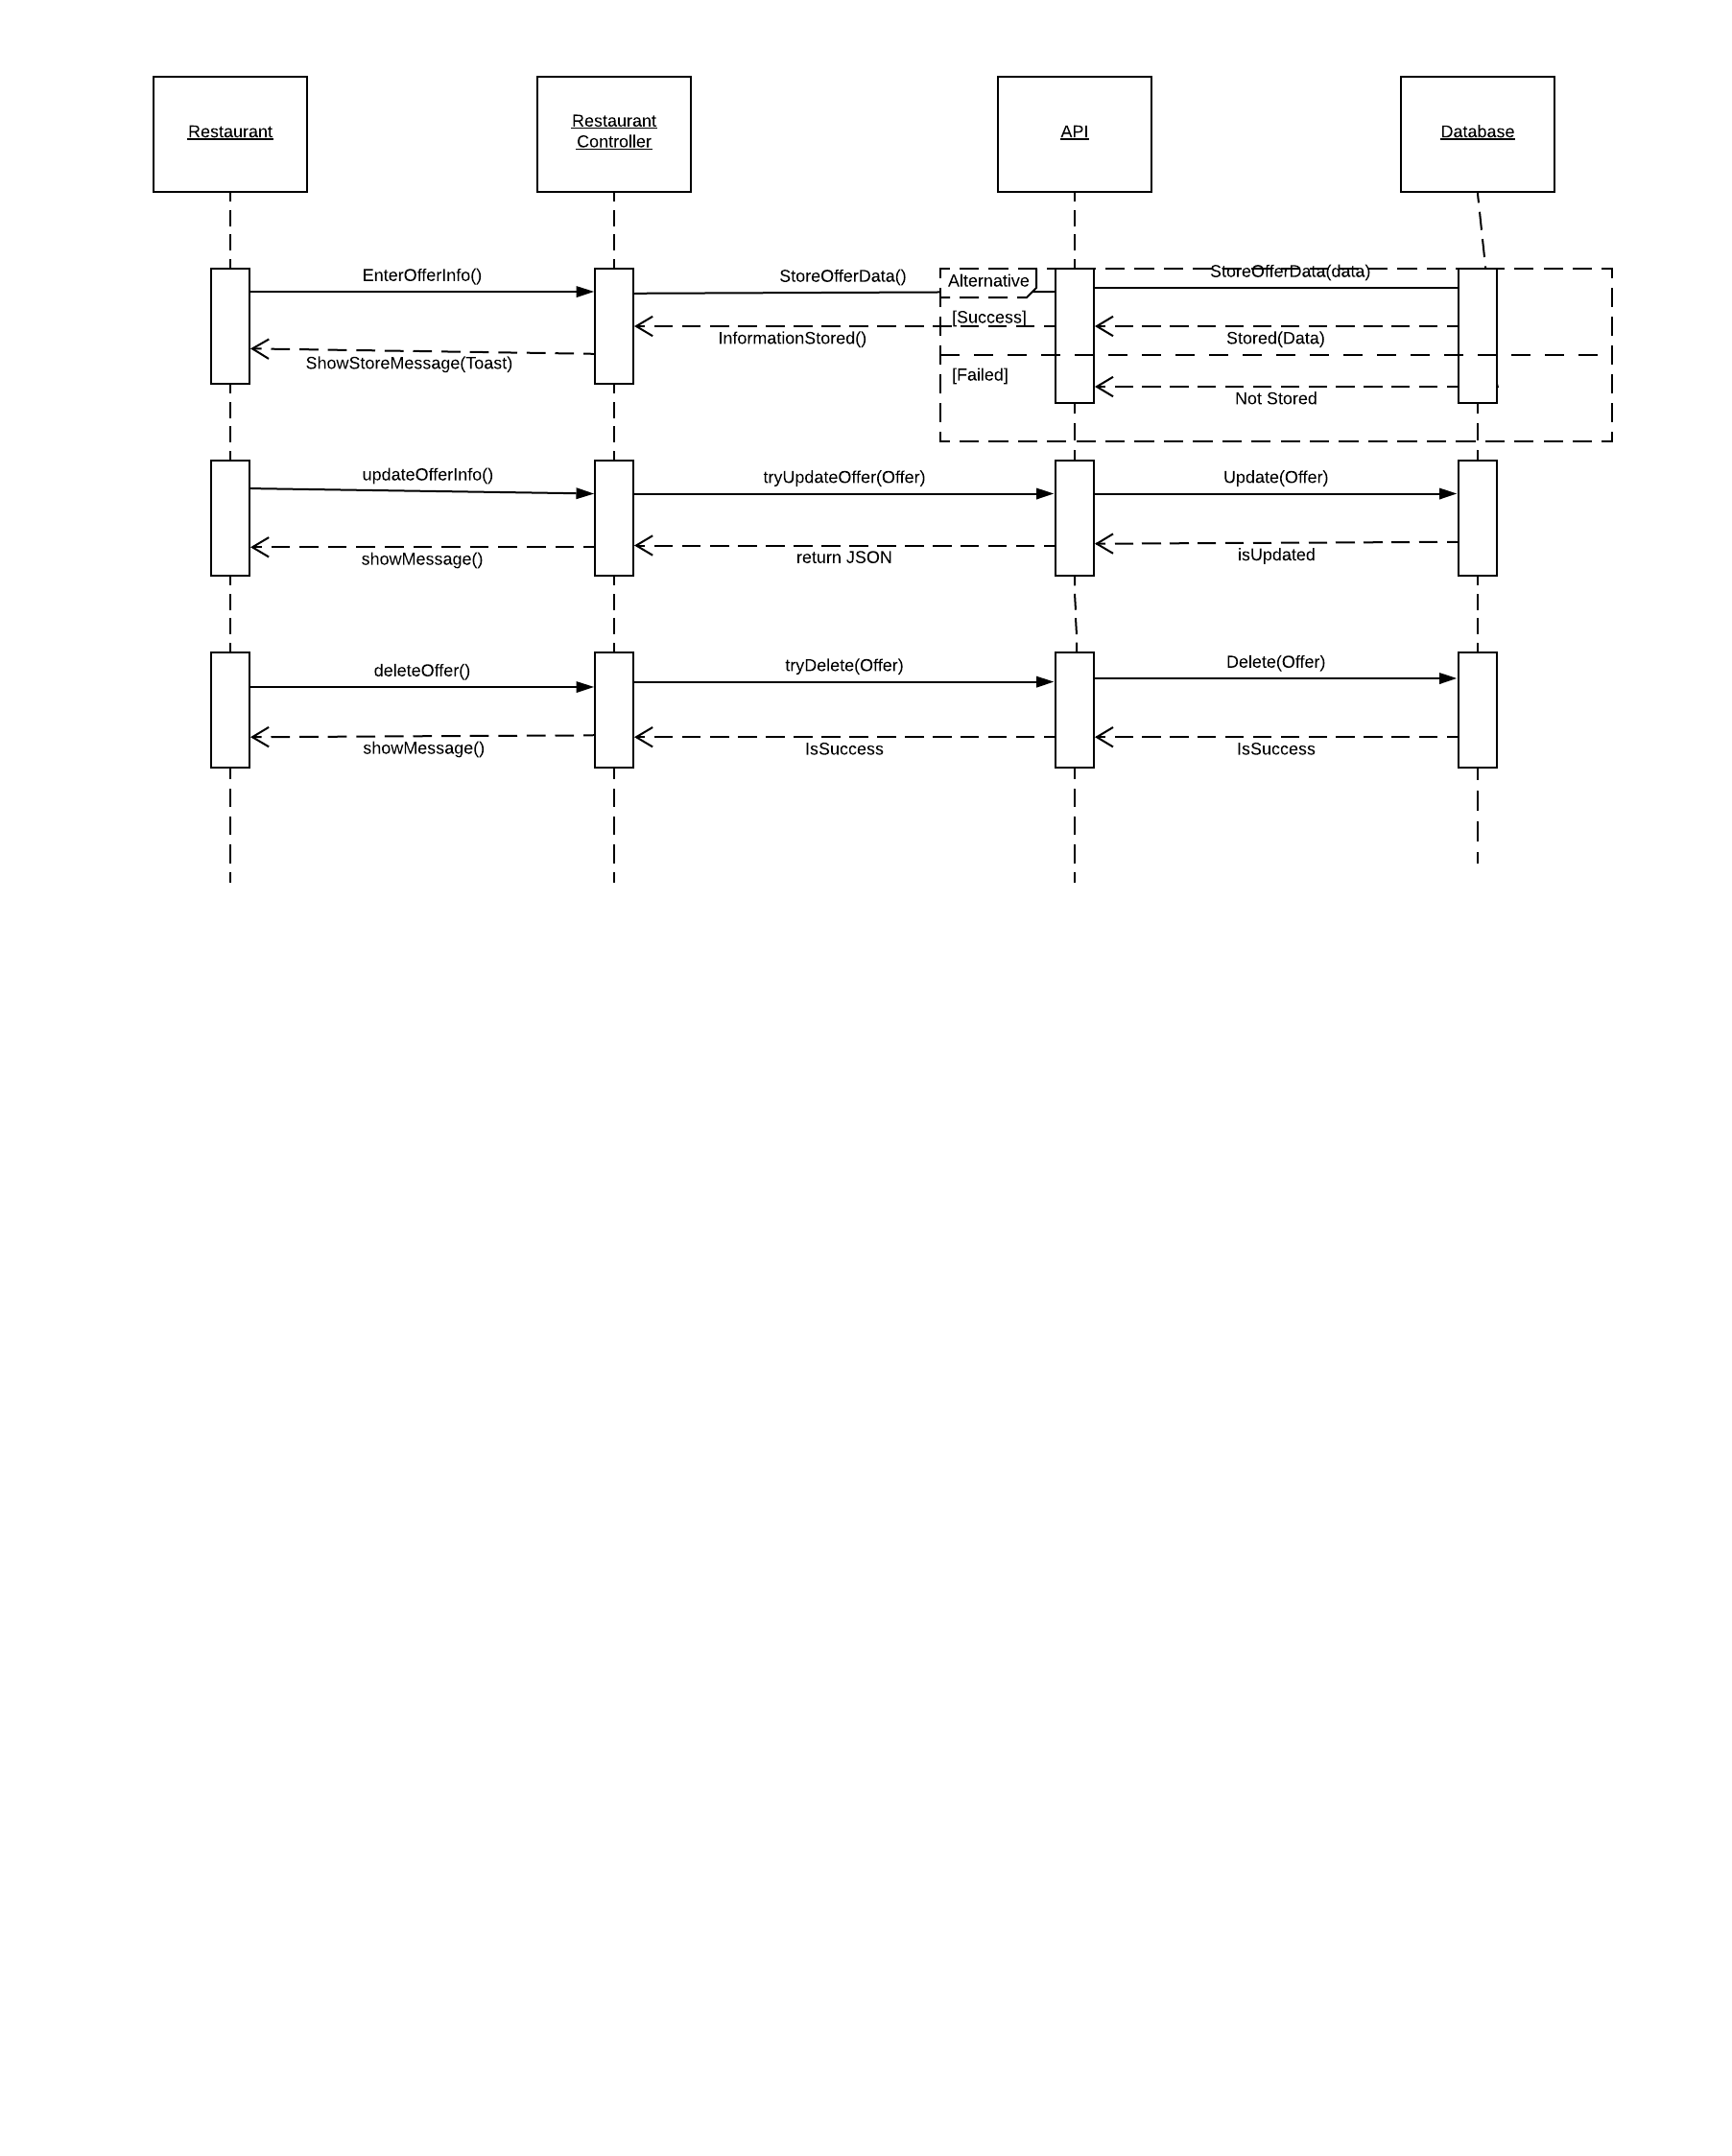 Restaurant
Restaurant
Controller
API
Database
EnterOfferInfo()
StoreOfferData()
Alternative
StoreOfferData(data)
[Success]
InformationStored()
Stored(Data)
ShowStoreMessage(Toast)
[Failed]
Not Stored
updateOfferInfo()
tryUpdateOffer(Offer)
Update(Offer)
showMessage()
return JSON
isUpdated
deleteOffer()
tryDelete(Offer)
Delete(Offer)
showMessage()
IsSuccess
IsSuccess